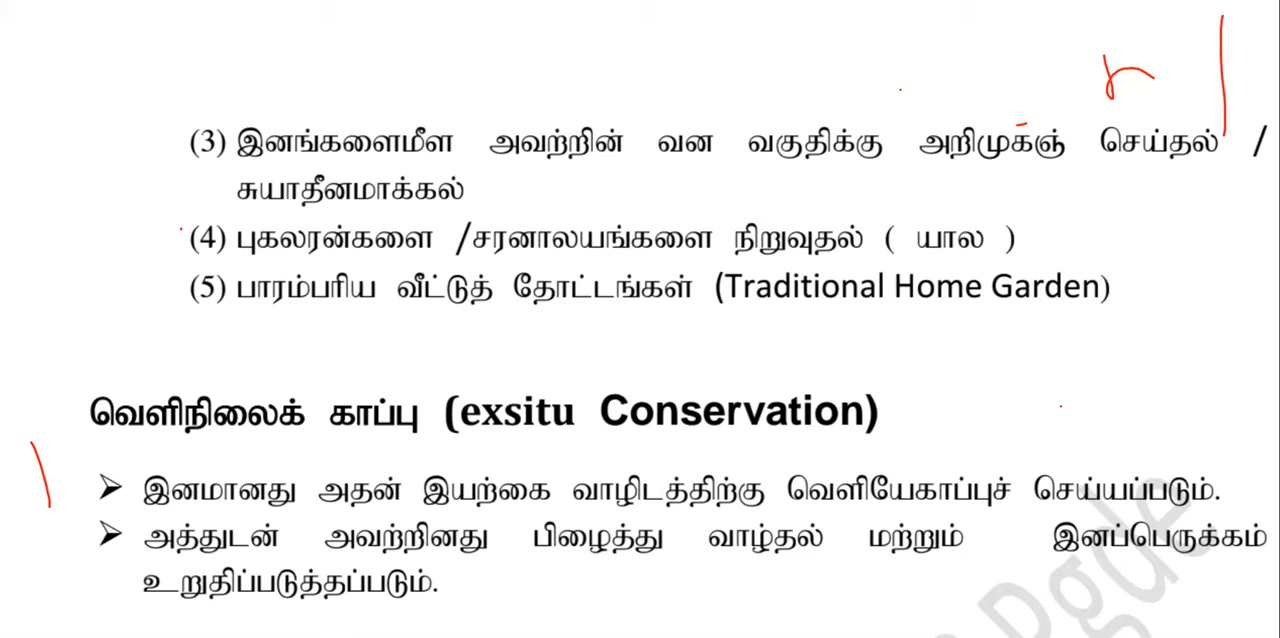 (3) இனங்களைமீள அவற்றின் வன வகுதிக்கு அறிமுக்ஞ் செய்தல் /
சுயாதீனமாக்கல்
(4) புகலரன்களை /சரனாலயங்களை நிறுவுதல் ( யால )
(5) பாரம்பரிய வீட்டுத் தோட்டங்கள் (Traditional Home Garden)
வெளிநிலைக் காப்பு (exsitu Conservation)
➢ இனமானது அதன் இயற்கை வாழிடத்திற்கு வெளியேகாப்புச் செய்யப்படும்.
➢ அத்துடன் அவற்றினது பிழைத்து வாழ்தல் மற்றும் இனப்பெருக்கம்
உறுதிப்படுத்தப்படும்.
Pgde